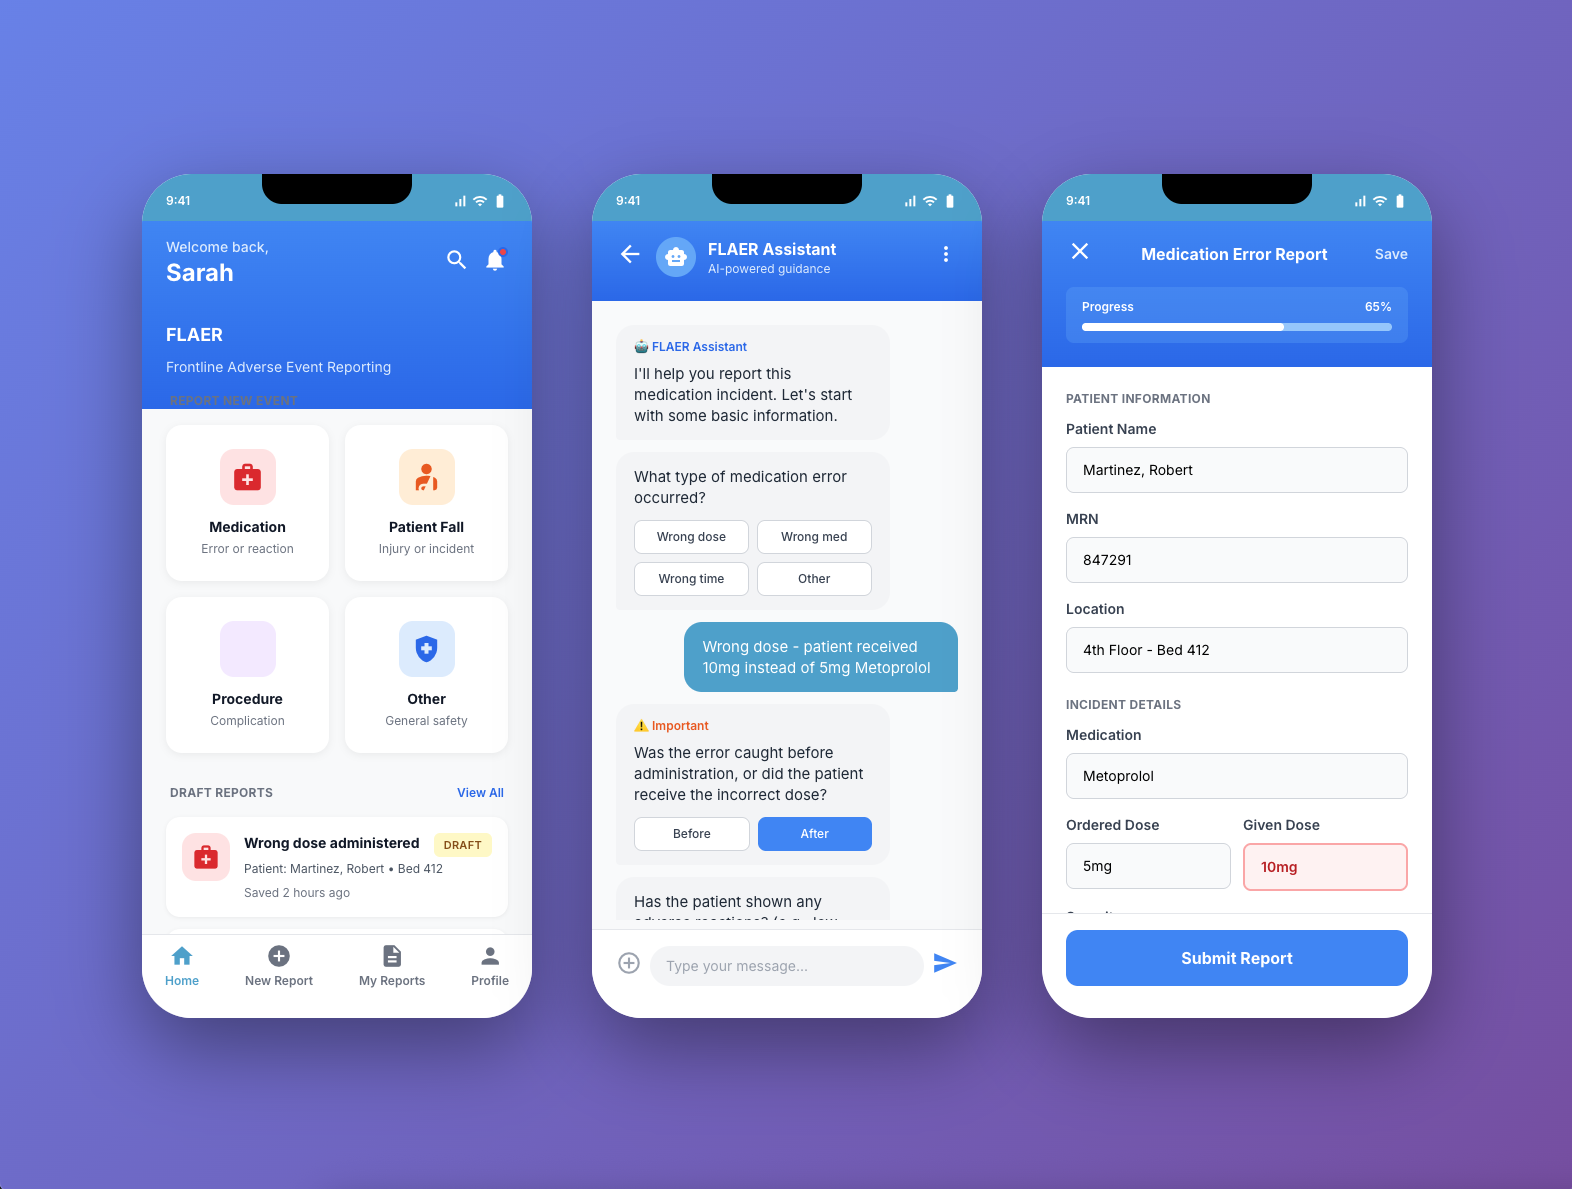 9:41
Welcome back,
Sarah
FLAER
Frontline Adverse Event Reporting
REPORT NEW EVENT
Medication
Error or reaction
Patient Fall
Injury or incident
Procedure
Complication
Other
General safety
DRAFT REPORTS
View All
Wrong dose administered
DRAFT
Patient: Martinez, Robert • Bed 412
Saved 2 hours ago
Home
New Report
My Reports
Profile
9:41
FLAER Assistant
AI-powered guidance
FLAER Assistant
I'll help you report this
medication incident. Let's start
with some basic information.
What type of medication error
occurred?
Wrong dose
Wrong med
Wrong time
Other
Wrong dose - patient received
10mg instead of 5mg Metoprolol
Important
Was the error caught before
administration, or did the patient
receive the incorrect dose?
Before
After
Has the patient shown any
adverse reactions? (e.g., low
Type your message...
9:41
Medication Error Report
Save
Progress
65%
PATIENT INFORMATION
Patient Name
Martinez, Robert
MRN
847291
Location
4th Floor - Bed 412
INCIDENT DETAILS
Medication
Metoprolol
Ordered Dose
Given Dose
5mg
10mg
Submit Report